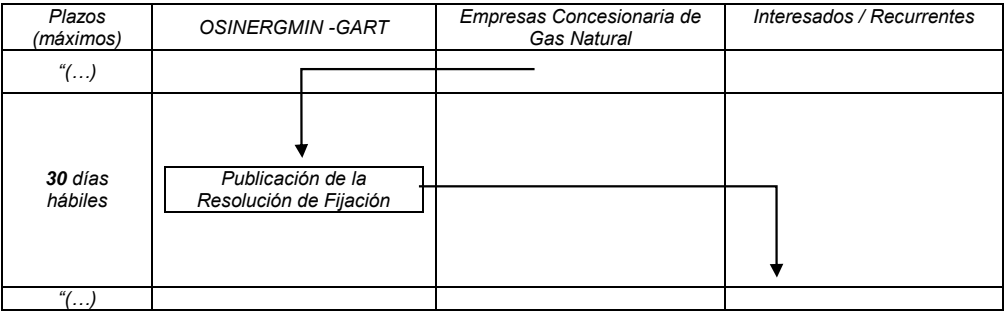 Plazos
(máximos)
OSINERGMIN -GART
Empresas Concesionaria de
Gas Natural
Interesados / Recurrentes
“(…)
30 días
hábiles
Publicación de la
Resolución de Fijación
“(…)